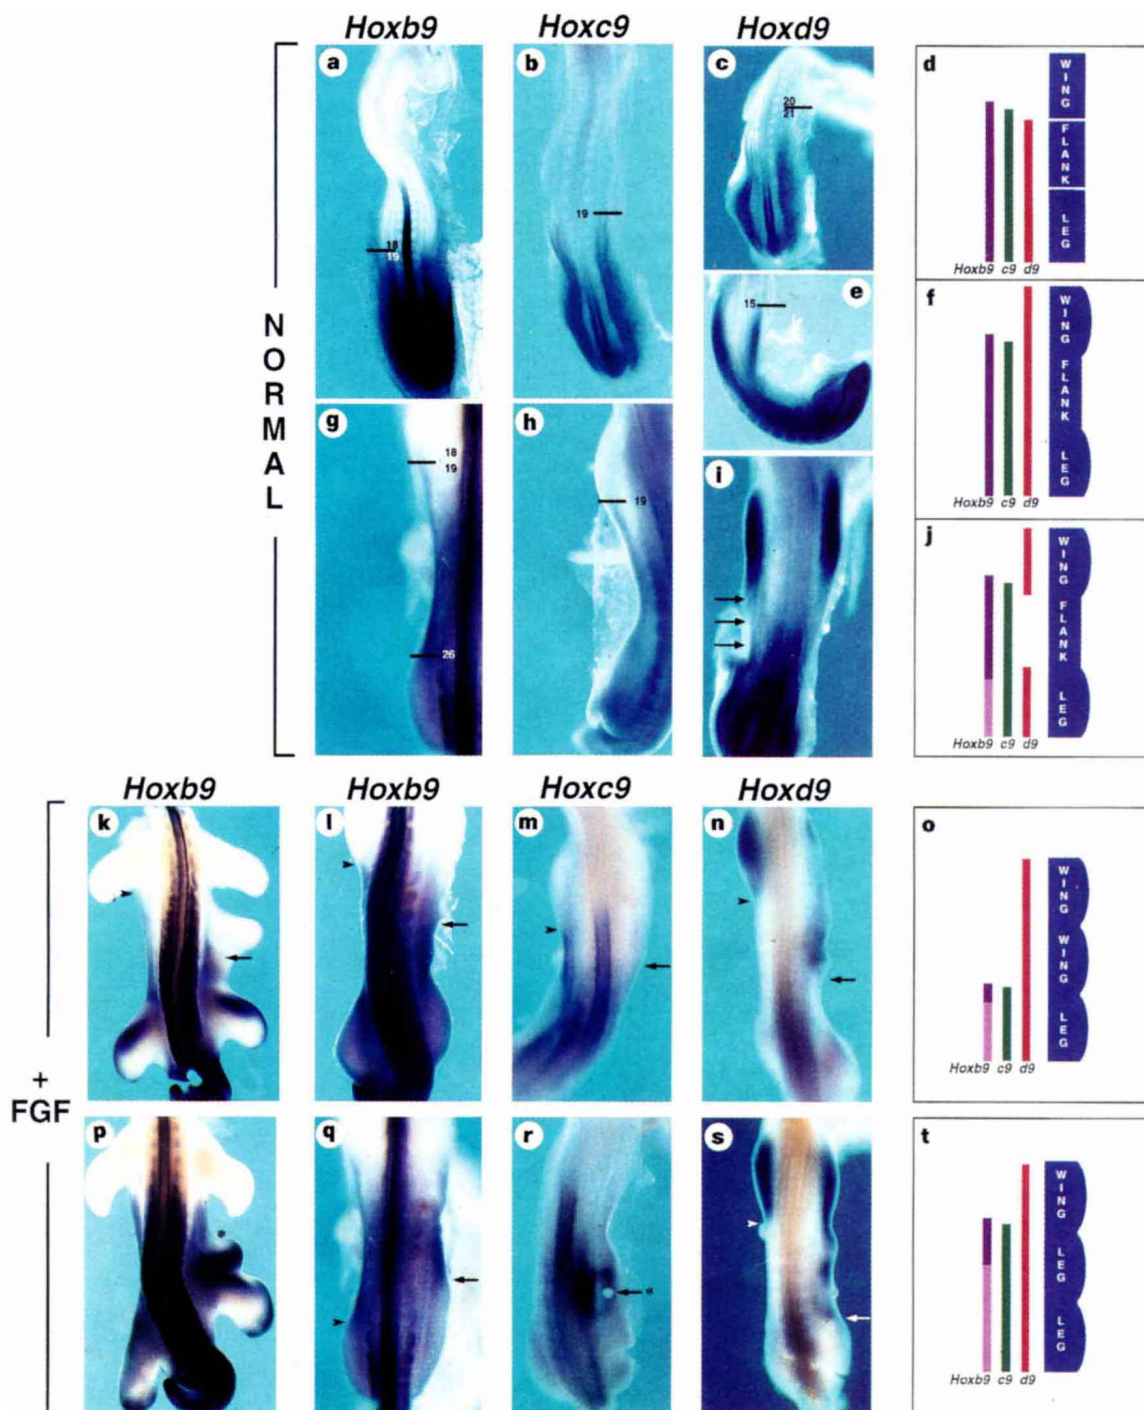 Hoxb9 Hoxc9 Hoxd9
a b c d
20
21
19
18
19
WING
FLANK
LEG
Hoxb9 c9 d9
e f
15
WING
FLANK
LEG
Hoxb9 c9 d9
NORMAL
g h i j
18
19
19
26
WING
FLANK
LEG
Hoxb9 c9 d9
Hoxb9 Hoxb9 Hoxc9 Hoxd9
k l m n o
WING
WING
LEG
Hoxb9 c9 d9
+
FGF
p q r s t
*
*
WING
LEG
LEG
Hoxb9 c9 d9